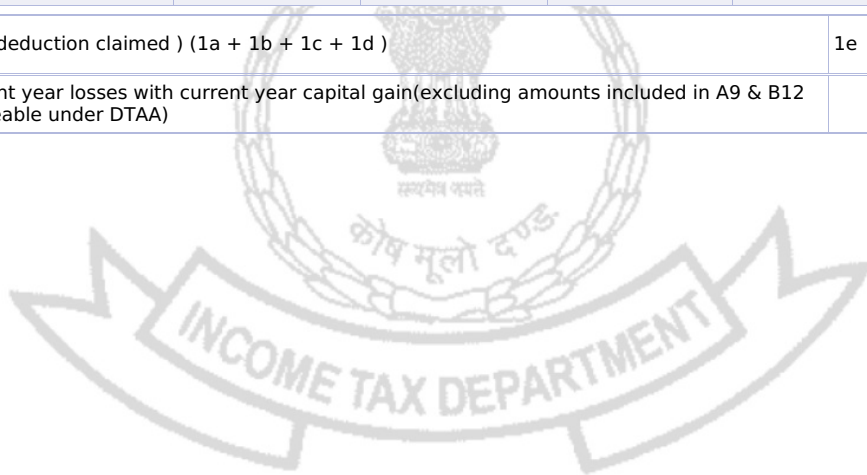 deduction claimed ) (1a + 1b + 1c + 1d )
1e
nt year losses with current year capital gain(excluding amounts included in A9 & B12
eable under DTAA)
सत्यमेव जयते
कोष मूलो दण्ड
INCOME TAX DEPARTMENT